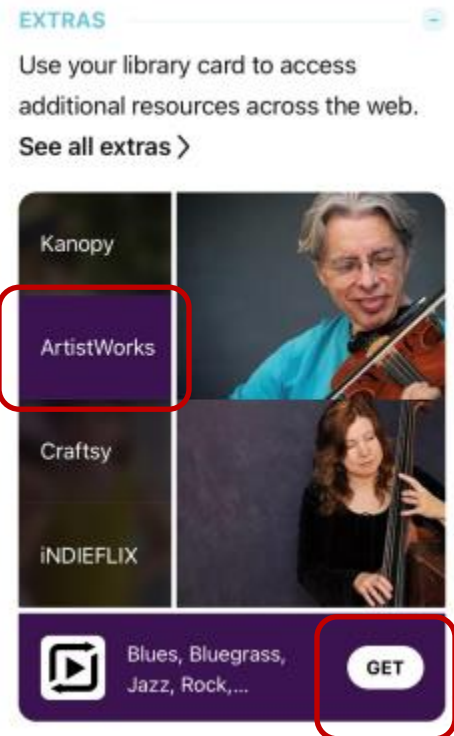 EXTRAS
Use your library card to access
additional resources across the web.
See all extras >
Kanopy
ArtistWorks
Craftsy
iNDIEFLIX
Blues, Bluegrass,
Jazz, Rock,...
GET